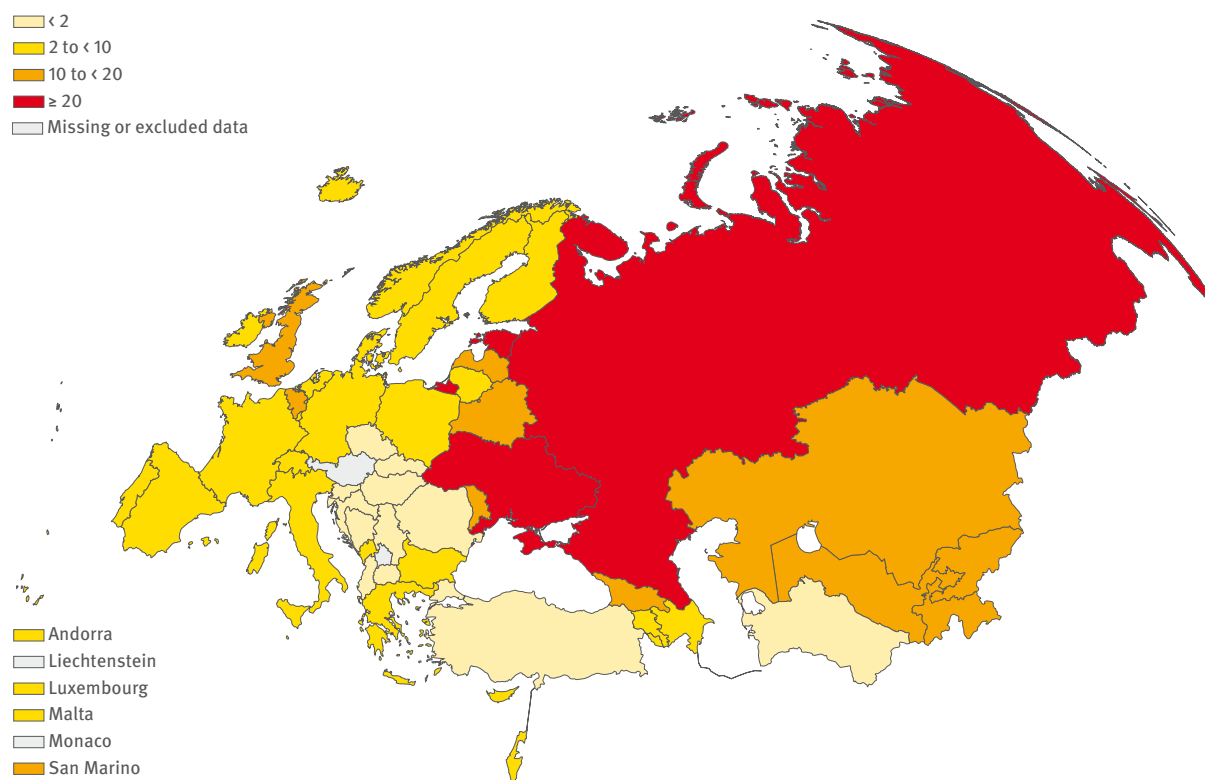 < 2
2 to < 10
10 to < 20
≥ 20
Missing or excluded data
Andorra
Liechtenstein
Luxembourg
Malta
Monaco
San Marino